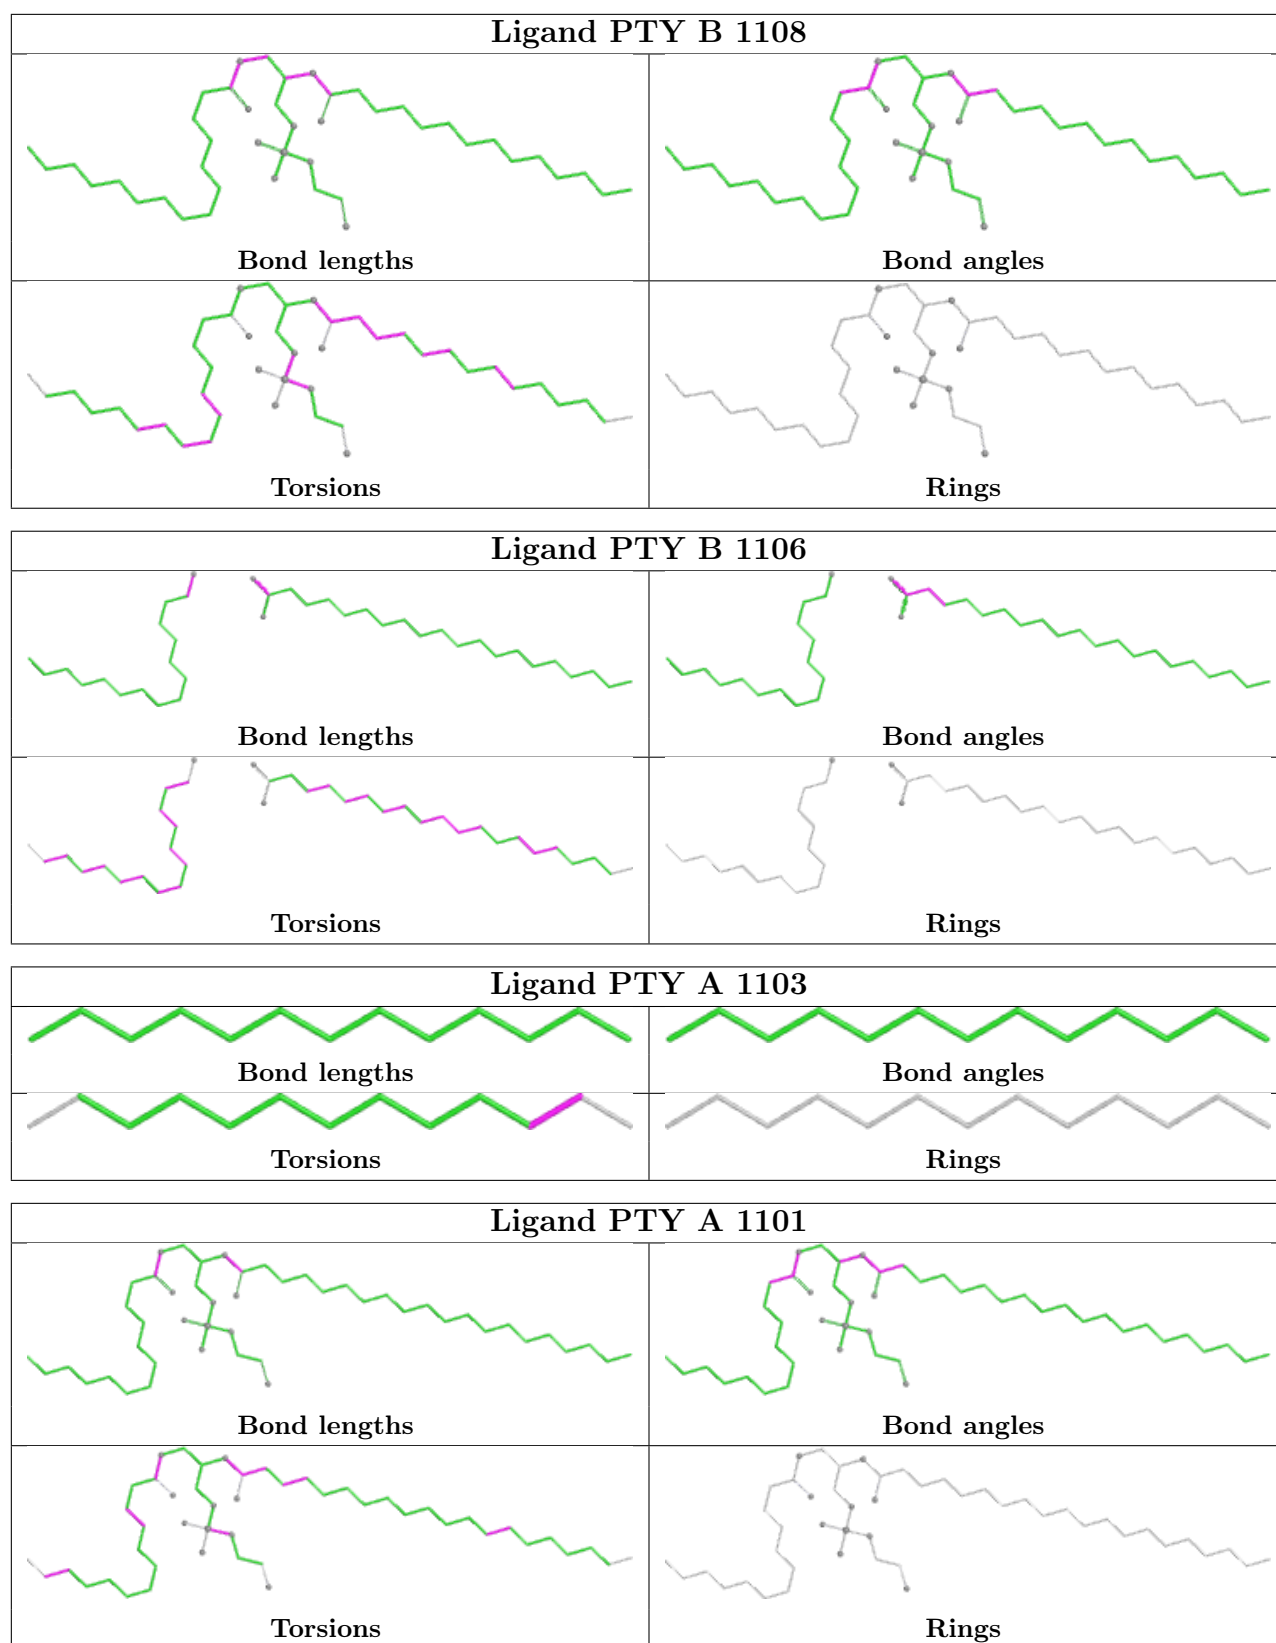 Ligand PTY B 1108
Bond lengths Bond angles
Torsions Rings
Ligand PTY B 1106
Bond lengths Bond angles
Torsions Rings
Ligand PTY A 1103
Bond lengths Bond angles
Torsions Rings
Ligand PTY A 1101
Bond lengths Bond angles
Torsions Rings